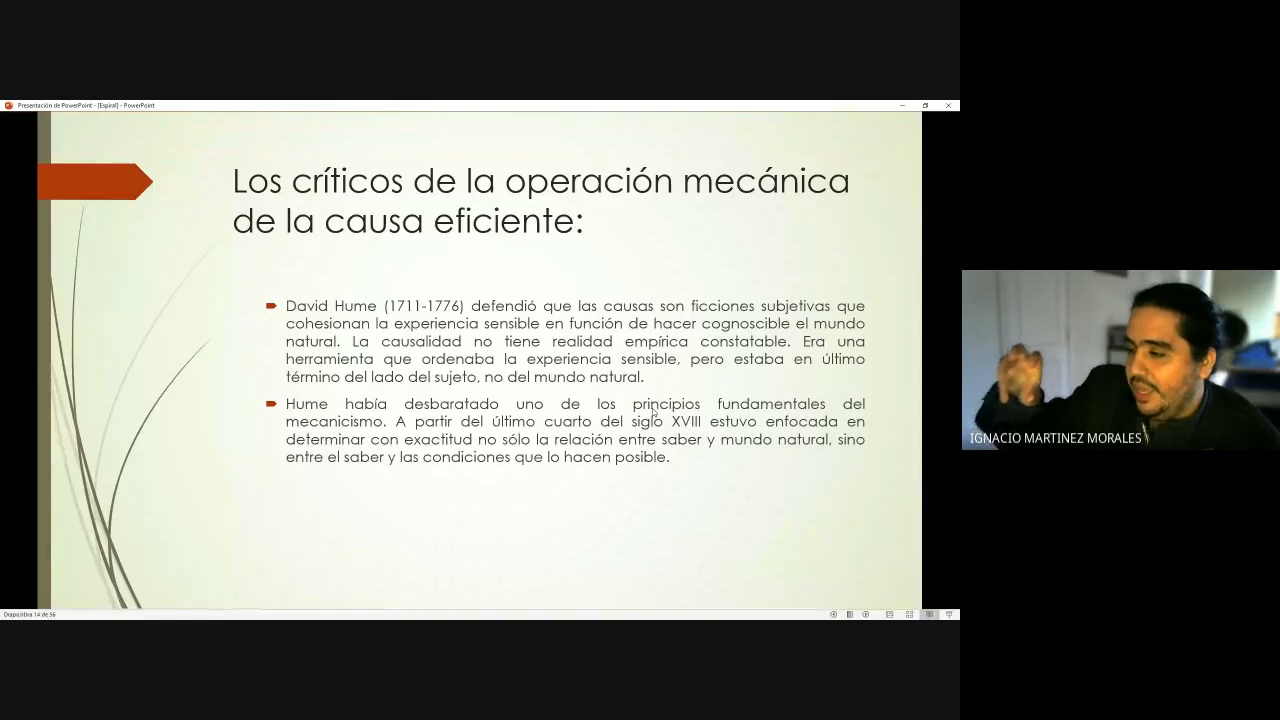 Presentación de PowerPoint - [Espiral] - PowerPoint
Los críticos de la operación mecánica
de la causa eficiente:
David Hume (1711-1776) defendió que las causas son ficciones subjetivas que
cohesionan la experiencia sensible en función de hacer cognoscible el mundo
natural. La causalidad no tiene realidad empírica constatable. Era una
herramienta que ordenaba la experiencia sensible, pero estaba en último
término del lado del sujeto, no del mundo natural.
Hume había desbaratado uno de los principios fundamentales del
mecanicismo. A partir del último cuarto del siglo XVIII estuvo enfocada en
determinar con exactitud no sólo la relación entre saber y mundo natural, sino
entre el saber y las condiciones que lo hacen posible.
IGNACIO MARTINEZ MORALES
Diapositiva 14 de 56